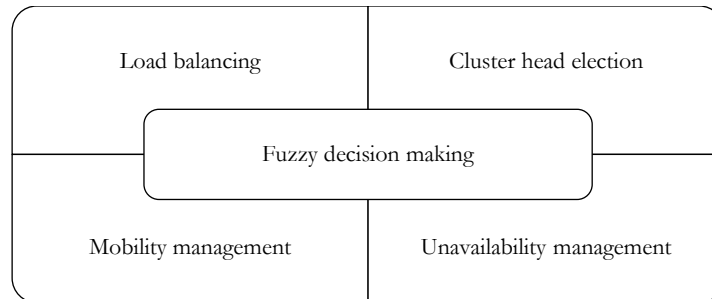 Load balancing
Cluster head election
Fuzzy decision making
Mobility management
Unavailability management